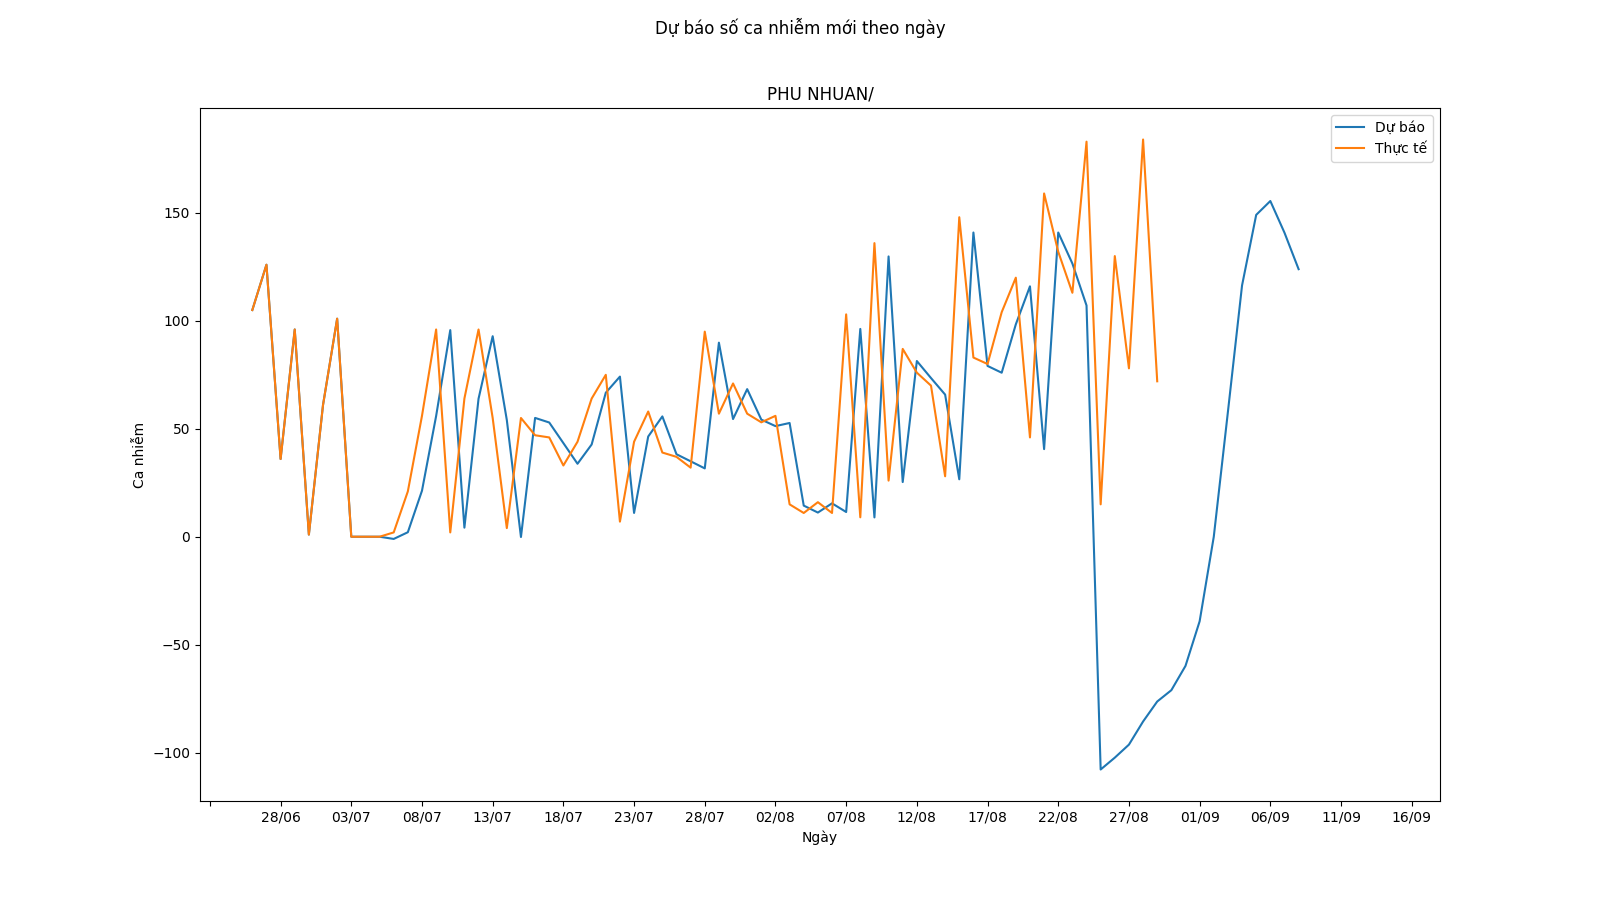 Dự báo số ca nhiễm mới theo ngày
PHU NHUAN/
Dự báo
Thực tế
Ca nhiễm
150
100
50
0
−50
−100
28/06 03/07 08/07 13/07 18/07 23/07 28/07 02/08 07/08 12/08 17/08 22/08 27/08 01/09 06/09 11/09 16/09
Ngày